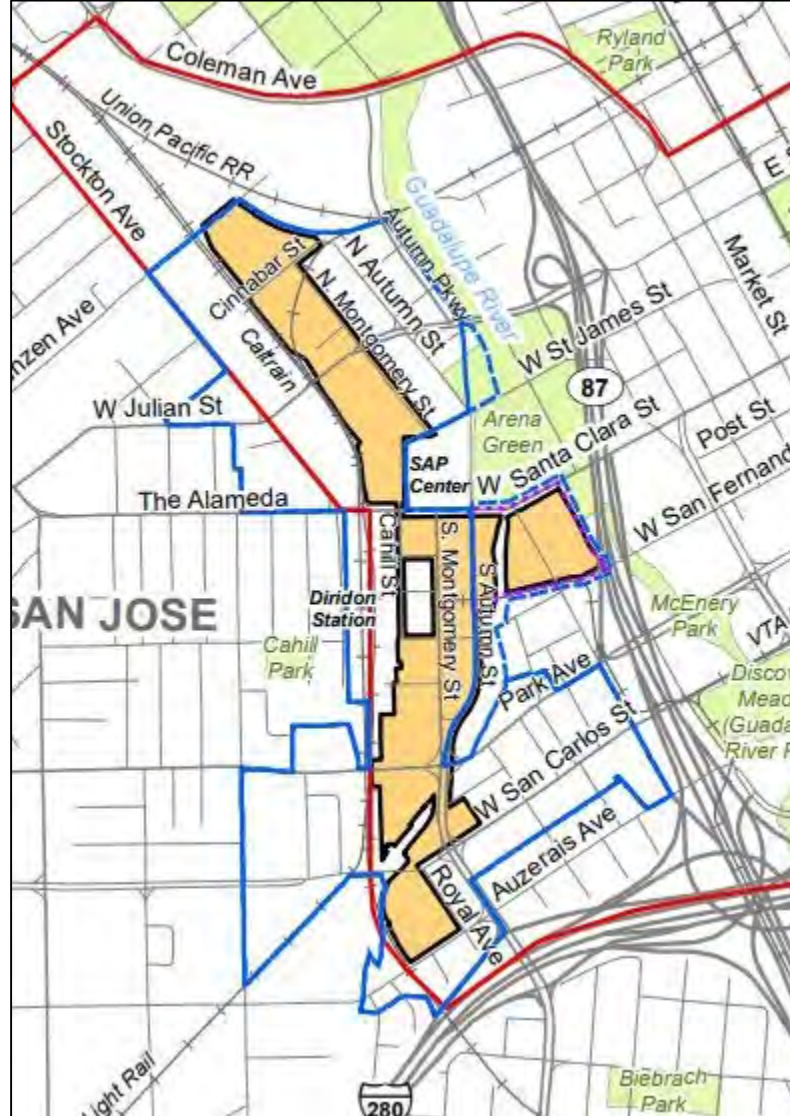 Ryland
Park
Coleman Ave
Union Pacific RR
Stockton Ave
E
Guadalupe River
Autumn Pkwy
N Autumn St
Cinnabar St
N. Montgomery St
Market St
W St James St
nzen Ave
Caltrain
87
W Julian St
Arena
Green
Post St
SAP
Center
W Santa Clara St
W San Fernand
The Alameda
Cahill St
S. Montgomery St
S Autumn St
Diridon
Station
SAN JOSE
McEnery
Park
VTA
Cahill
Park
Park Ave
Disco
Mead
(Guada
River P
W San Carlos St
Auzerais Ave
Royal Ave
Light Rail
Biebrach
Park
280